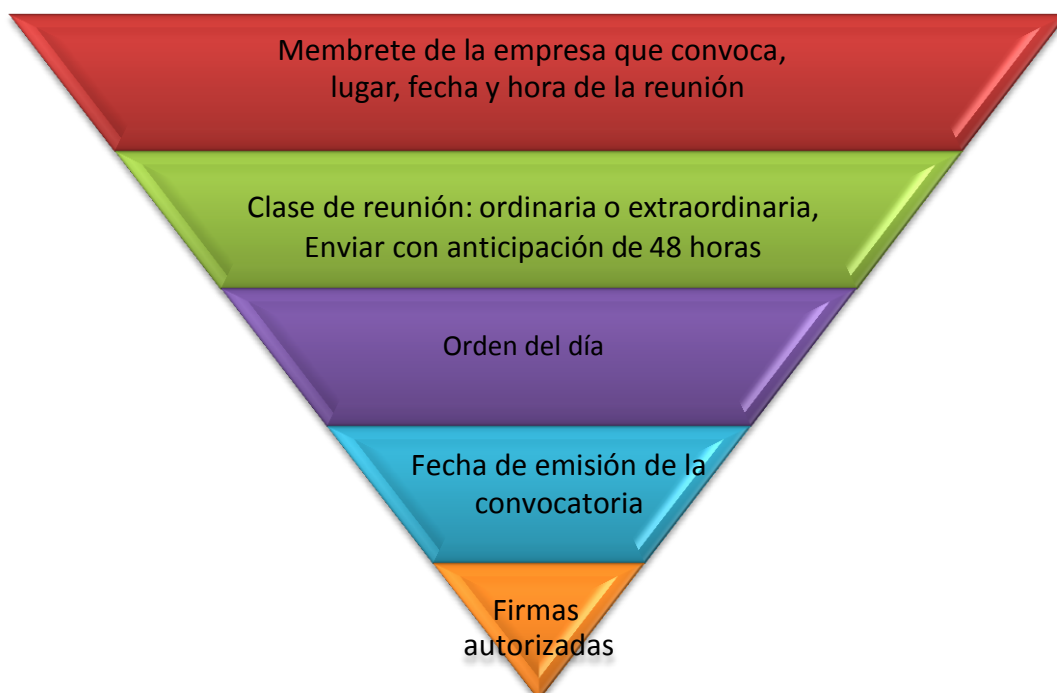 Membrete de la empresa que convoca,
lugar, fecha y hora de la reunión
Clase de reunión: ordinaria o extraordinaria,
Enviar con anticipación de 48 horas
Orden del día
Fecha de emisión de la
convocatoria
Firmas
autorizadas